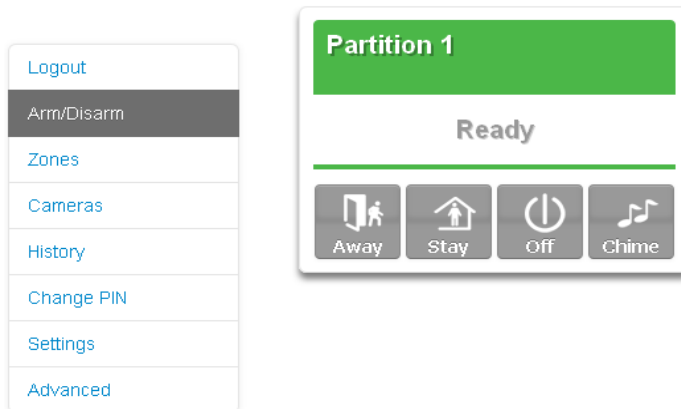 Logout
Arm/Disarm
Zones
Cameras
History
Change PIN
Settings
Advanced
Partition 1
Ready
Away Stay Off Chime